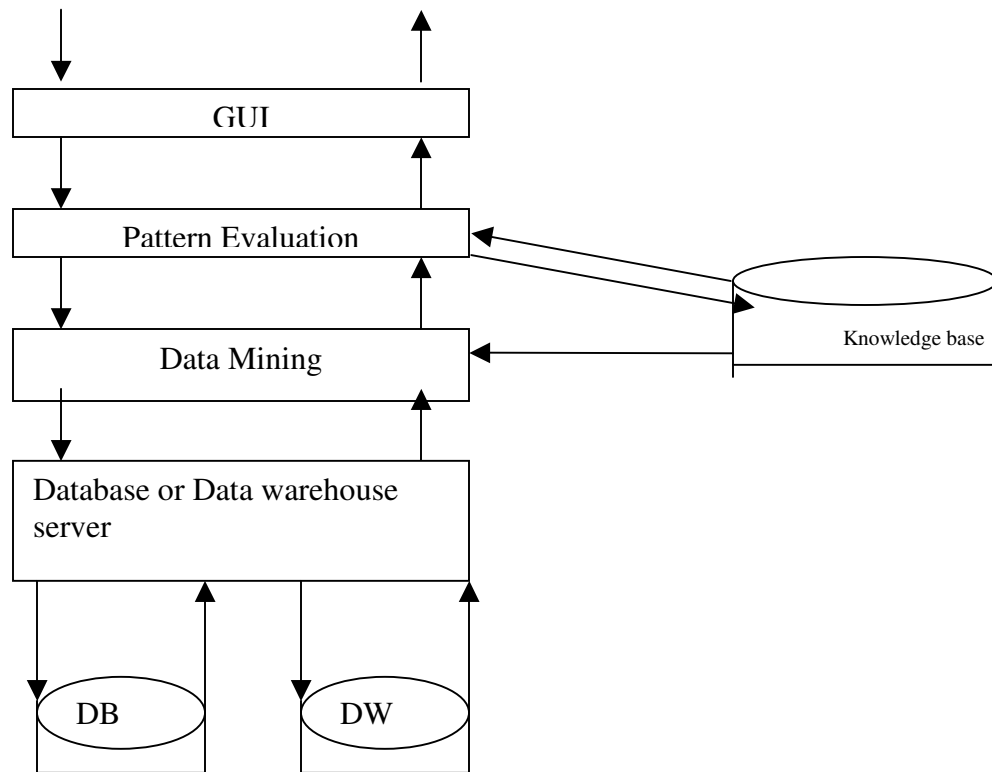 GUI
Pattern Evaluation
Data Mining
Knowledge base
Database or Data warehouse
server
DB
DW